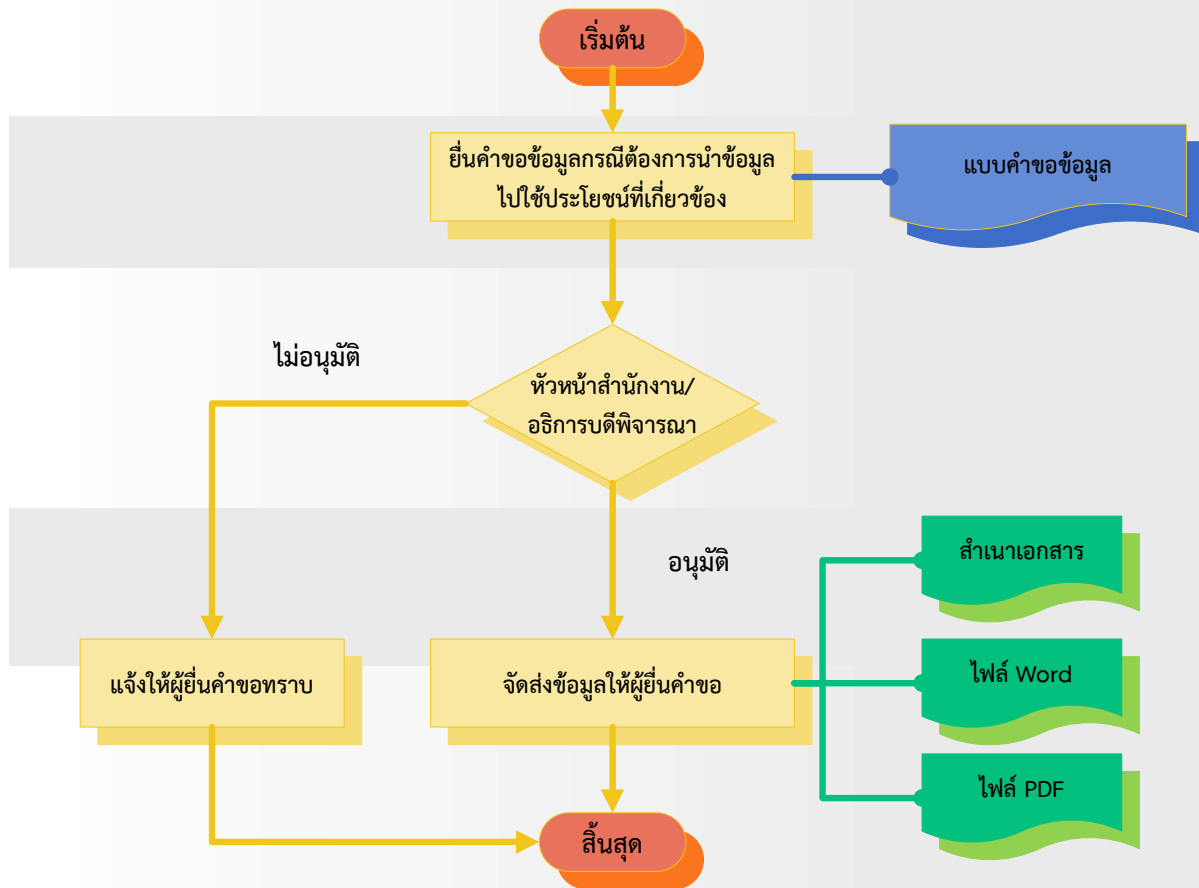 เริ่มต้น
ยื่นคำขอข้อมูลกรณีต้องการนำข้อมูล
ไปใช้ประโยชน์ที่เกี่ยวข้อง
แบบคำขอข้อมูล
ไม่อนุมัติ
หัวหน้าสำนักงาน/
อธิการบดีพิจารณา
อนุมัติ
สำเนาเอกสาร
แจ้งให้ผู้ยื่นคำขอทราบ
จัดส่งข้อมูลให้ผู้ยื่นคำขอ
ไฟล์ Word
ไฟล์ PDF
สิ้นสุด